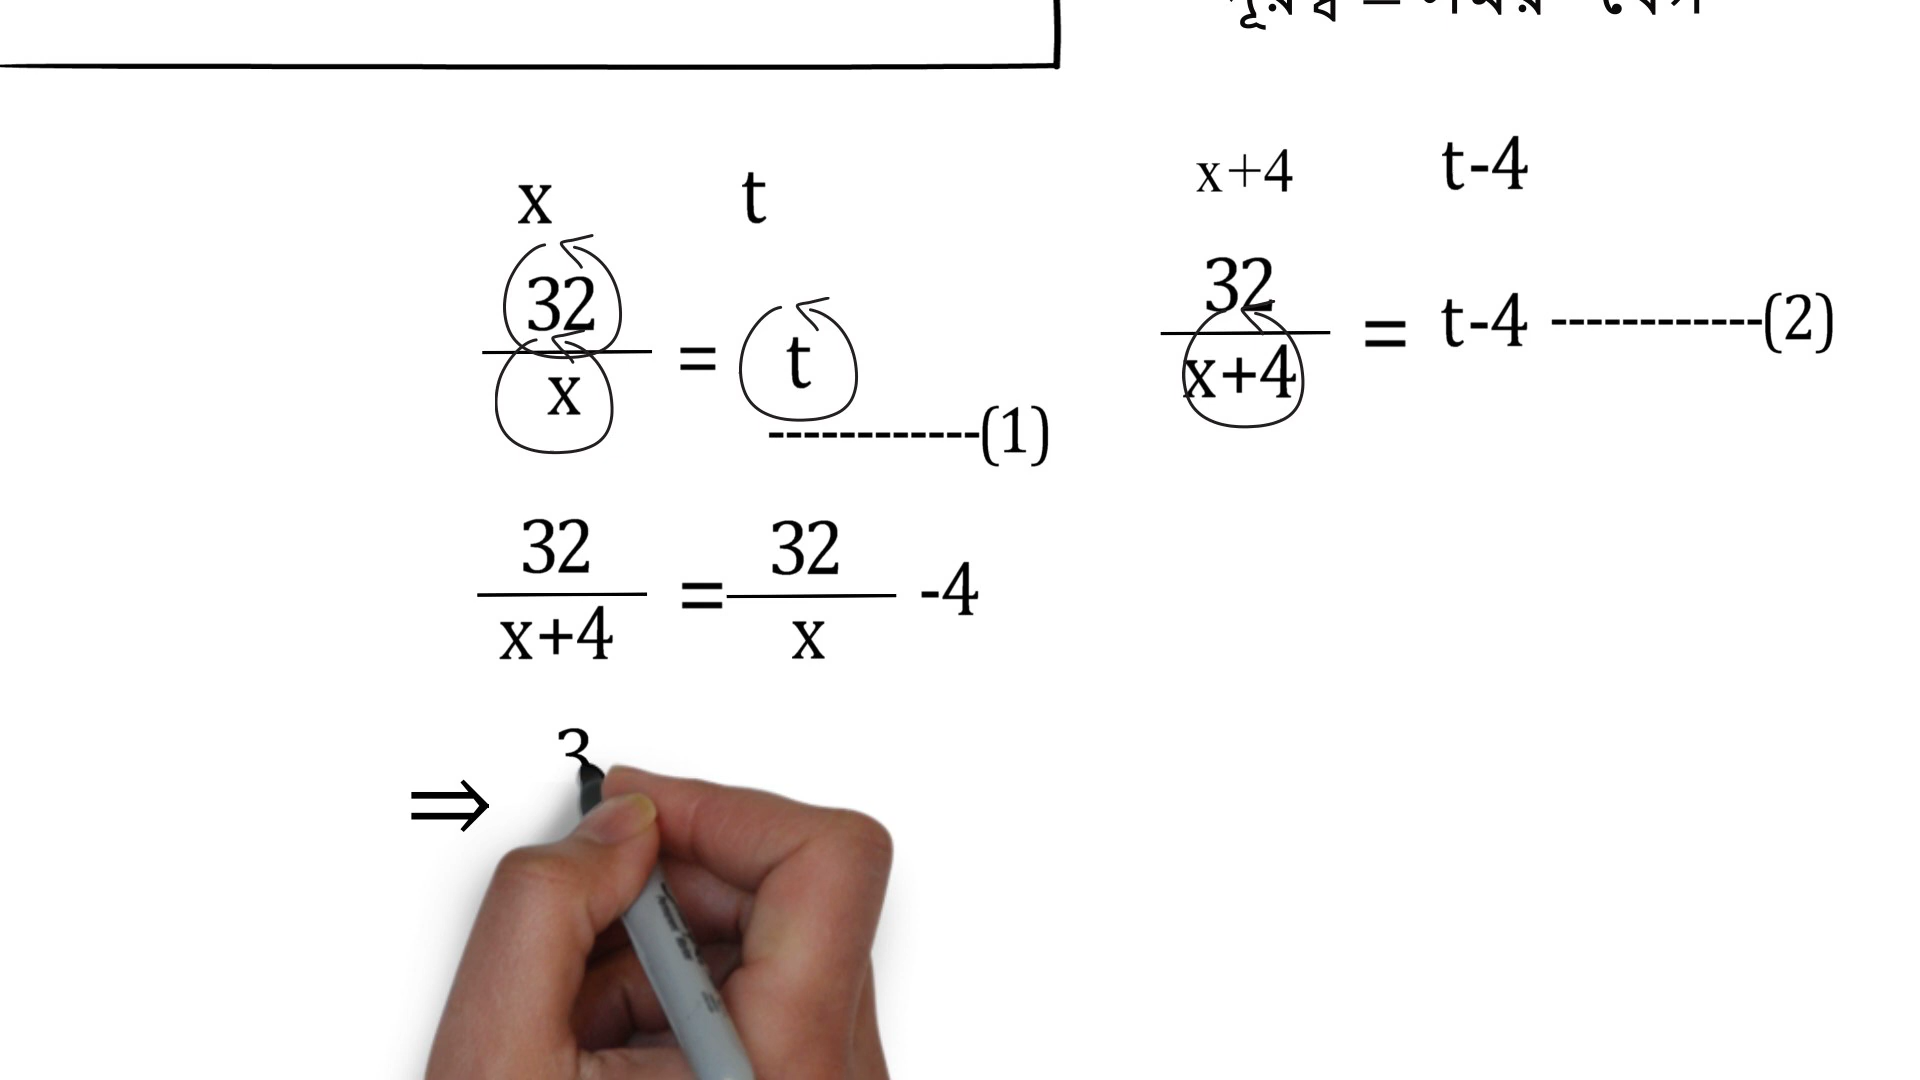 x t
32
x = t
------------(1)
x+4 t-4
32
x+4 = t-4 ------------(2)
32 32
x+4 = x -4
⇒ 3